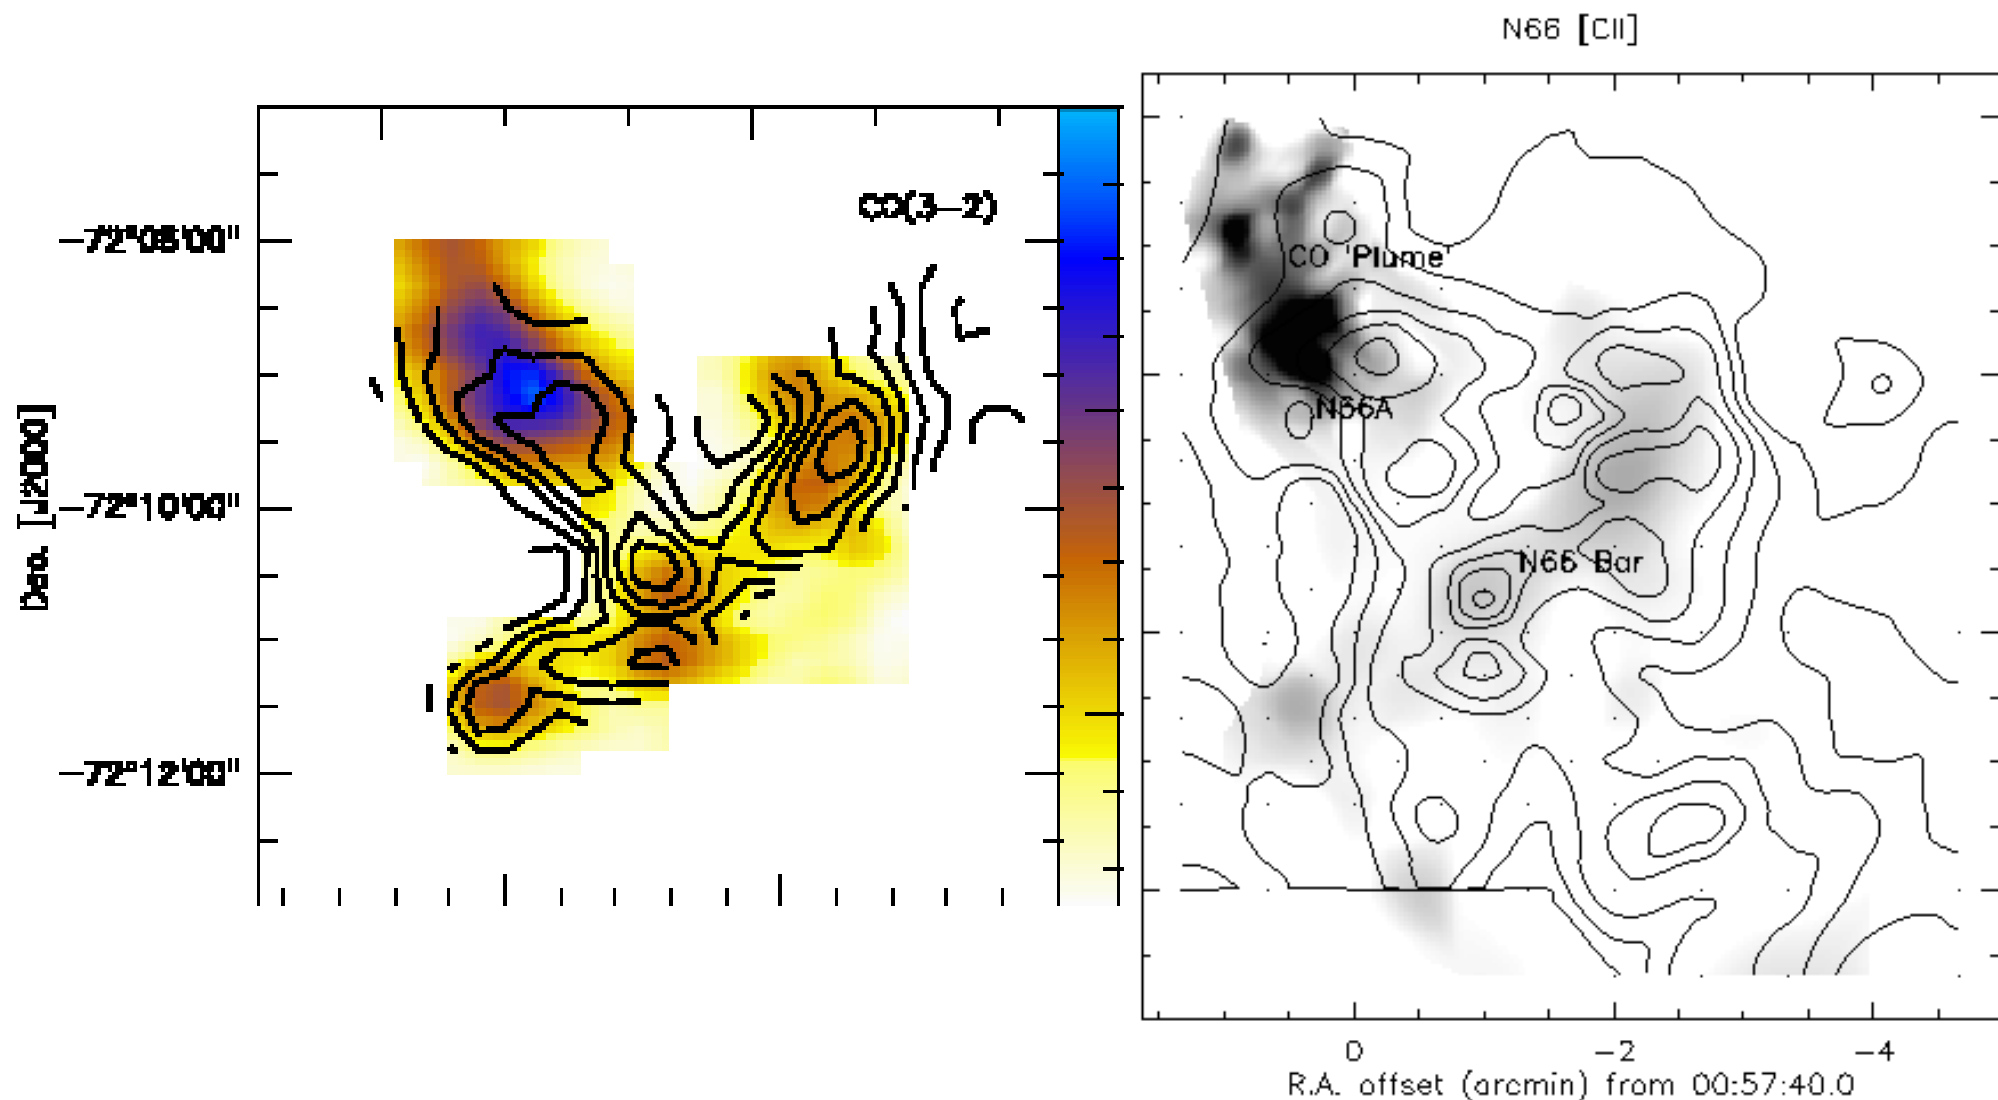 CO(3−2)
−72°08'00"
−72°10'00"
−72°12'00"
Dec. [J2000]
N66 [CII]
CO 'Plume'
N66A
N66 Bar
0 −2 −4
R.A. offset (arcmin) from 00:57:40.0